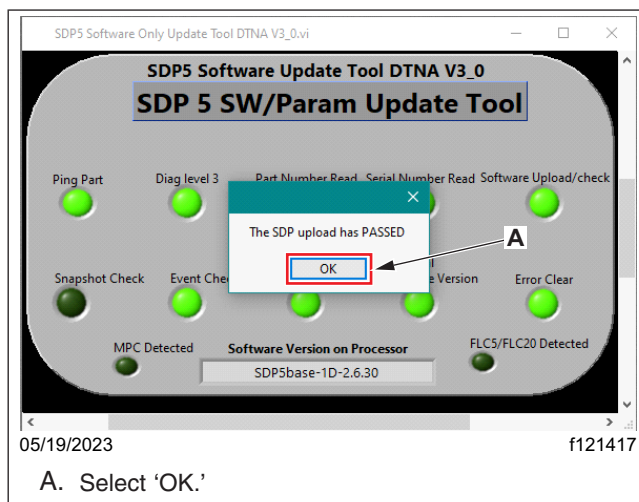 SDP5 Software Only Update Tool DTNA V3_0.vi
SDP5 Software Update Tool DTNA V3_0
SDP 5 SW/Param Update Tool
Ping Part
Diag level 3
Part Number Read
Serial Number Read
Software Upload/check
The SDP upload has PASSED
OK
A
Snapshot Check
Event Che
e Version
Error Clear
MPC Detected
Software Version on Processor
FLC5/FLC20 Detected
SDP5base-1D-2.6.30
05/19/2023
f121417
A. Select ‘OK.’